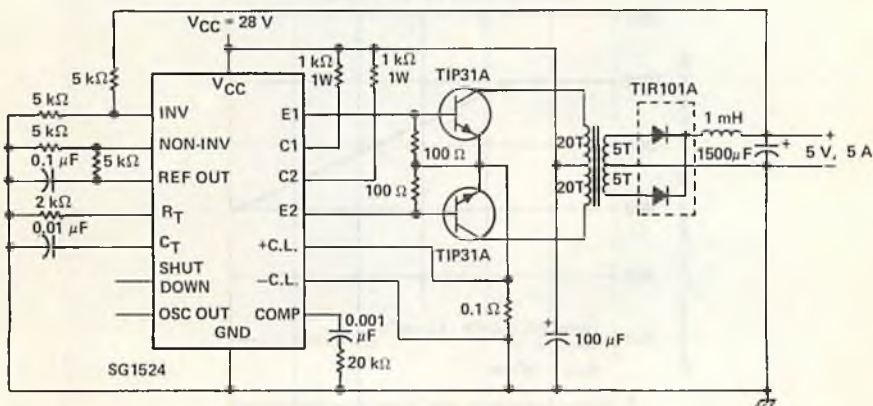 VCC = 28 V
5 kΩ
1 kΩ
1W
1 kΩ
1W
TIP31A
TIR101A
VCC
5 kΩ
INV
E1
20T
5T
1 mH
5 kΩ
NON-INV
C1
100 Ω
1500µF
+
5 V, 5 A
0.1 µF
5 kΩ
REF OUT
C2
100 Ω
20T
5T
+
−
2 kΩ
RT
E2
0.01 µF
CT
+C.L.
TIP31A
SHUT
DOWN
−C.L.
0.1 Ω
+
100 µF
OSC OUT
COMP
0.001
µF
GND
20 kΩ
SG1524